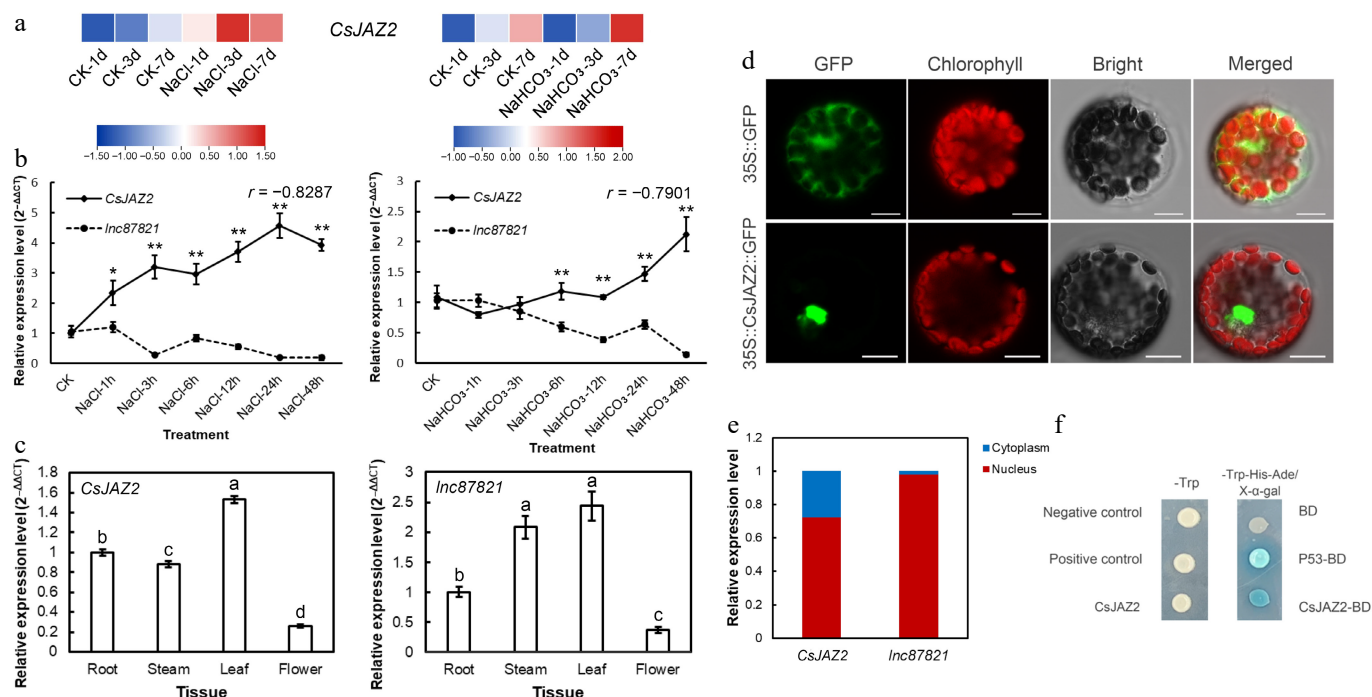 a
CsJAZ2
CK-1d CK-3d CK-7d NaCl-1d NaCl-3d NaCl-7d
CK-1d CK-3d CK-7d NaHCO₃-1d NaHCO₃-3d NaHCO₃-7d
−1.50 −1.00 −0.50 0.00 0.50 1.00 1.50
−1.00 −0.50 0.00 0.50 1.00 1.50 2.00
b
Relative expression level (2⁻ΔΔCT)
6
5
4
3
2
1
0
r = −0.8287
CsJAZ2
lnc87821
* ** ** ** ** **
CK NaCl-1h NaCl-3h NaCl-6h NaCl-12h NaCl-24h NaCl-48h
Treatment
Relative expression level (2⁻ΔΔCT)
3
2.5
2
1.5
1
0.5
0
r = −0.7901
CsJAZ2
lnc87821
** ** ** **
CK NaHCO₃-1h NaHCO₃-3h NaHCO₃-6h NaHCO₃-12h NaHCO₃-24h NaHCO₃-48h
Treatment
c
Relative expression level (2⁻ΔΔCT)
1.8
1.6
1.4
1.2
1
0.8
0.6
0.4
0.2
0
CsJAZ2
b c a d
Root Steam Leaf Flower
Tissue
Relative expression level (2⁻ΔΔCT)
3
2.5
2
1.5
1
0.5
0
lnc87821
b a a c
Root Steam Leaf Flower
Tissue
d
GFP Chlorophyll Bright Merged
35S::GFP
35S::CsJAZ2::GFP
e
Relative expression level
1.2
1
0.8
0.6
0.4
0.2
0
Cytoplasm
Nucleus
CsJAZ2 lnc87821
f
-Trp
-Trp-His-Ade/
X-α-gal
Negative control BD
Positive control P53-BD
CsJAZ2 CsJAZ2-BD